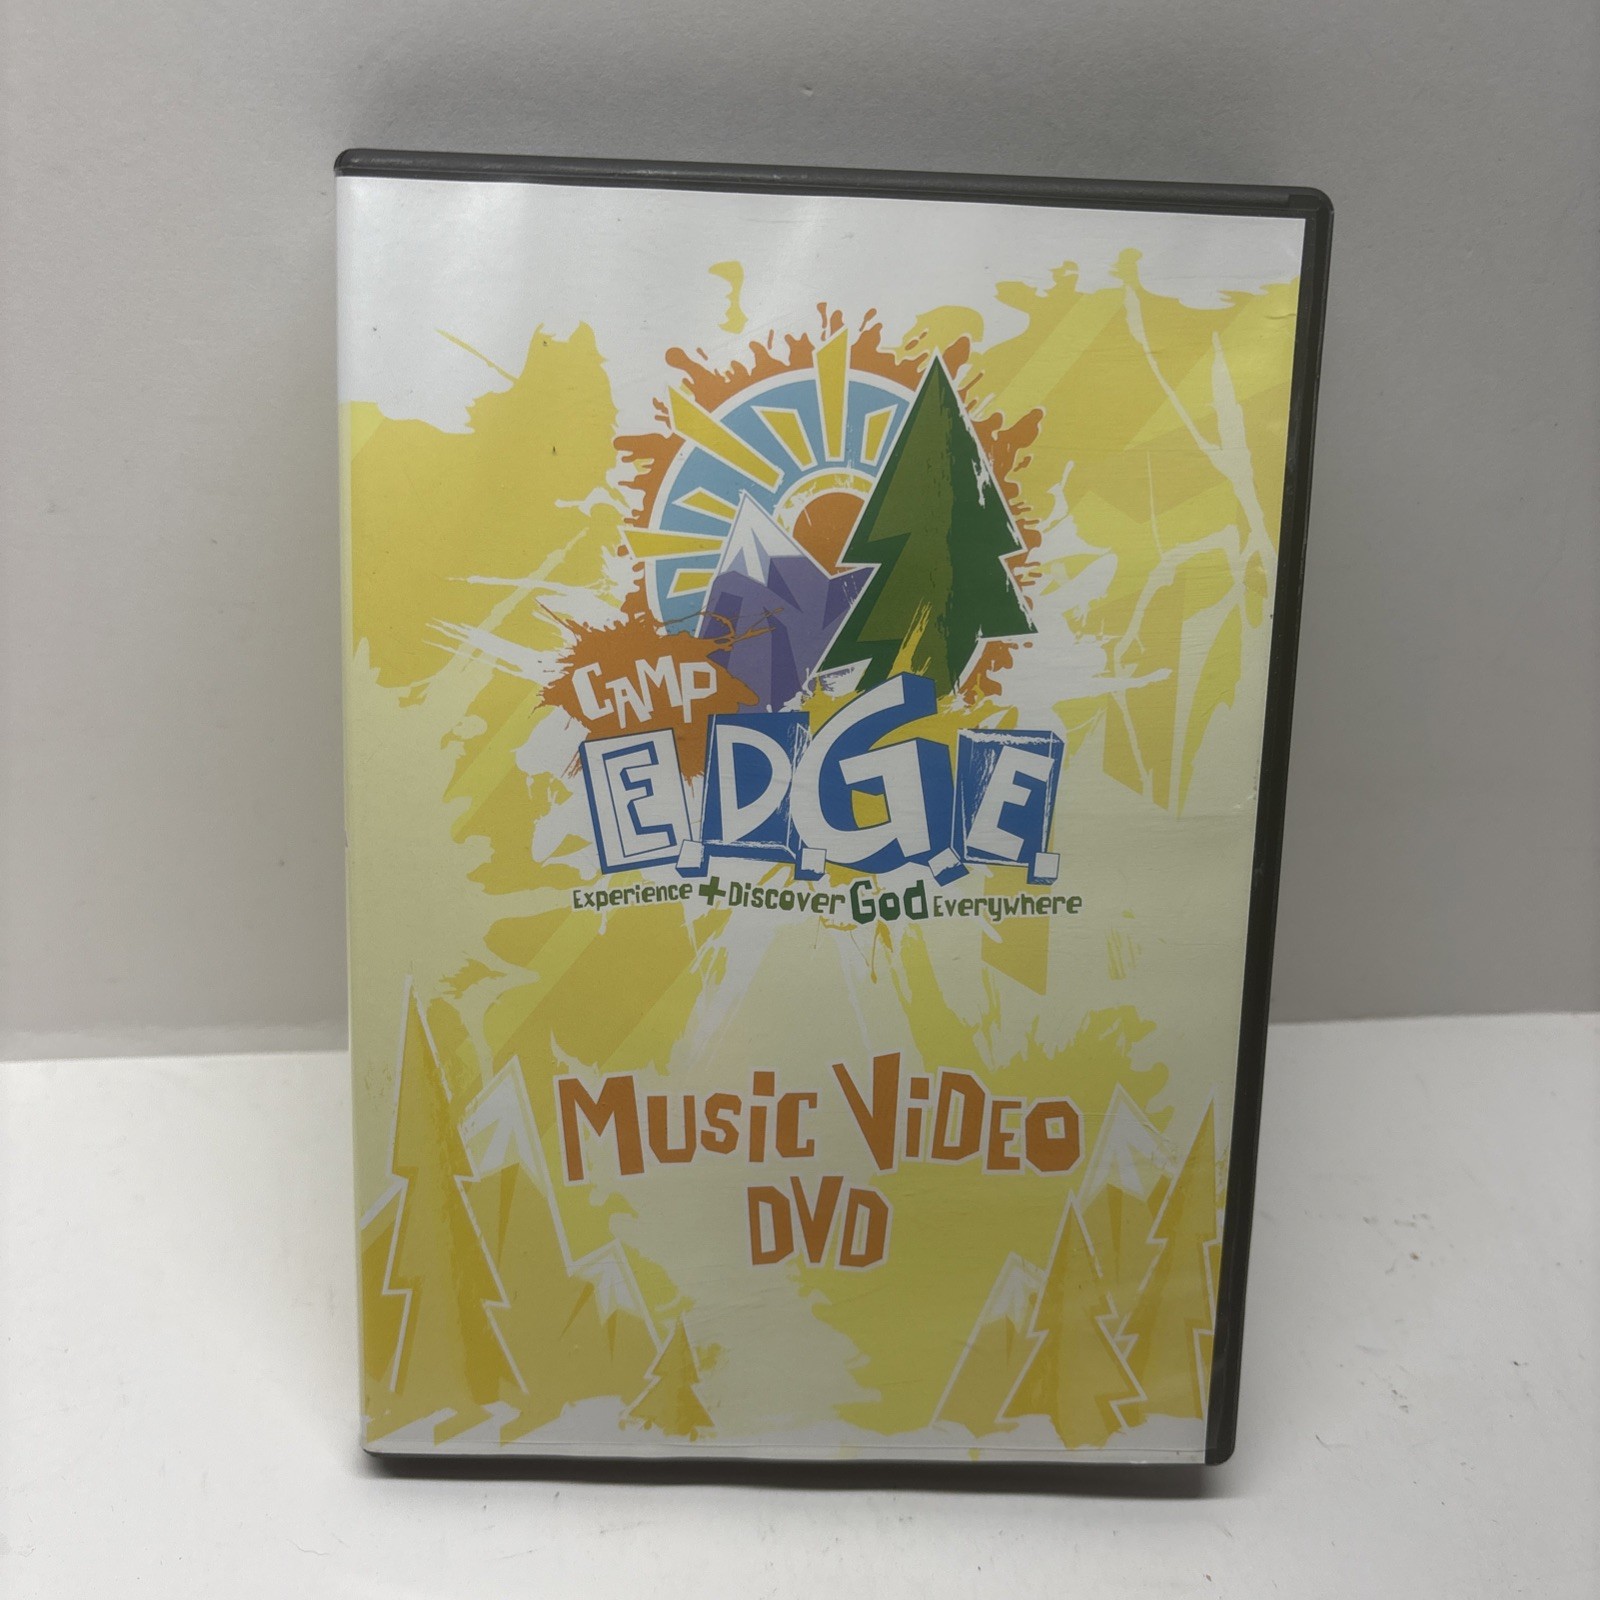 CAMP
E.D.G.E.
Experience + Discover God Everywhere
Music Video
DVD